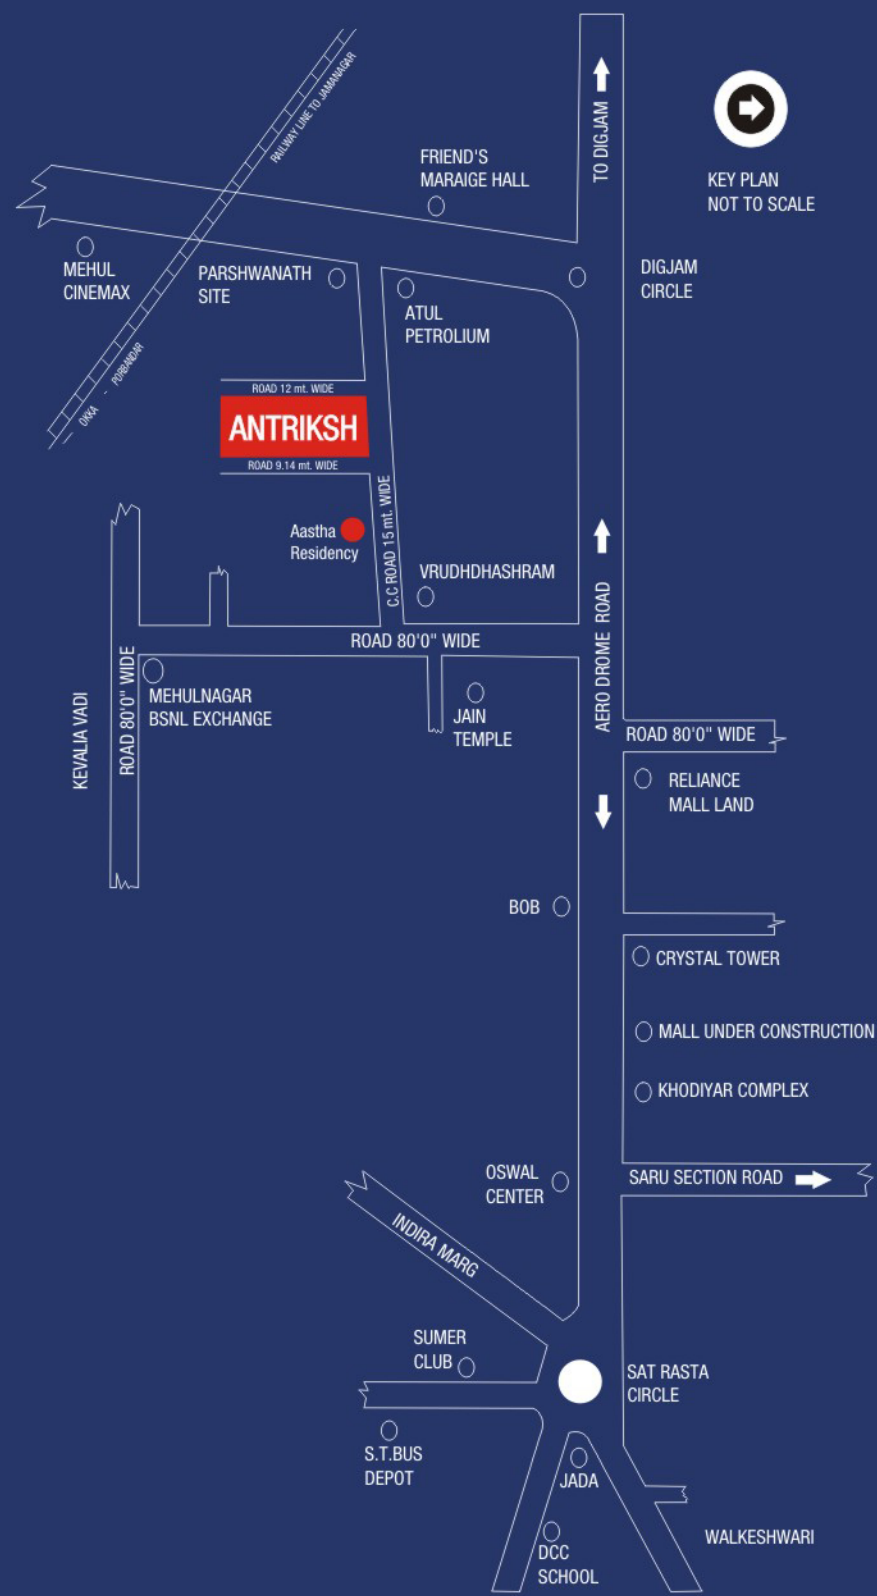 RAILWAY LINE TO JAMANAGAR
TO DIGJAM
KEY PLAN
NOT TO SCALE
FRIEND'S
MARAIGE HALL
MEHUL
CINEMAX
PARSHWANATH
SITE
DIGJAM
CIRCLE
ATUL
PETROLIUM
OKKA - PORBANDAR
ROAD 12 mt. WIDE
ANTRIKSH
ROAD 9.14 mt. WIDE
C.C ROAD 15 mt. WIDE
Aastha
Residency
VRUDHDHASHRAM
AERO DROME ROAD
ROAD 80'0" WIDE
KEVALIA VADI
ROAD 80'0" WIDE
MEHULNAGAR
BSNL EXCHANGE
JAIN
TEMPLE
ROAD 80'0" WIDE
RELIANCE
MALL LAND
BOB
CRYSTAL TOWER
MALL UNDER CONSTRUCTION
KHODIYAR COMPLEX
OSWAL
CENTER
SARU SECTION ROAD
INDIRA MARG
SUMER
CLUB
SAT RASTA
CIRCLE
S.T.BUS
DEPOT
JADA
WALKESHWARI
DCC
SCHOOL